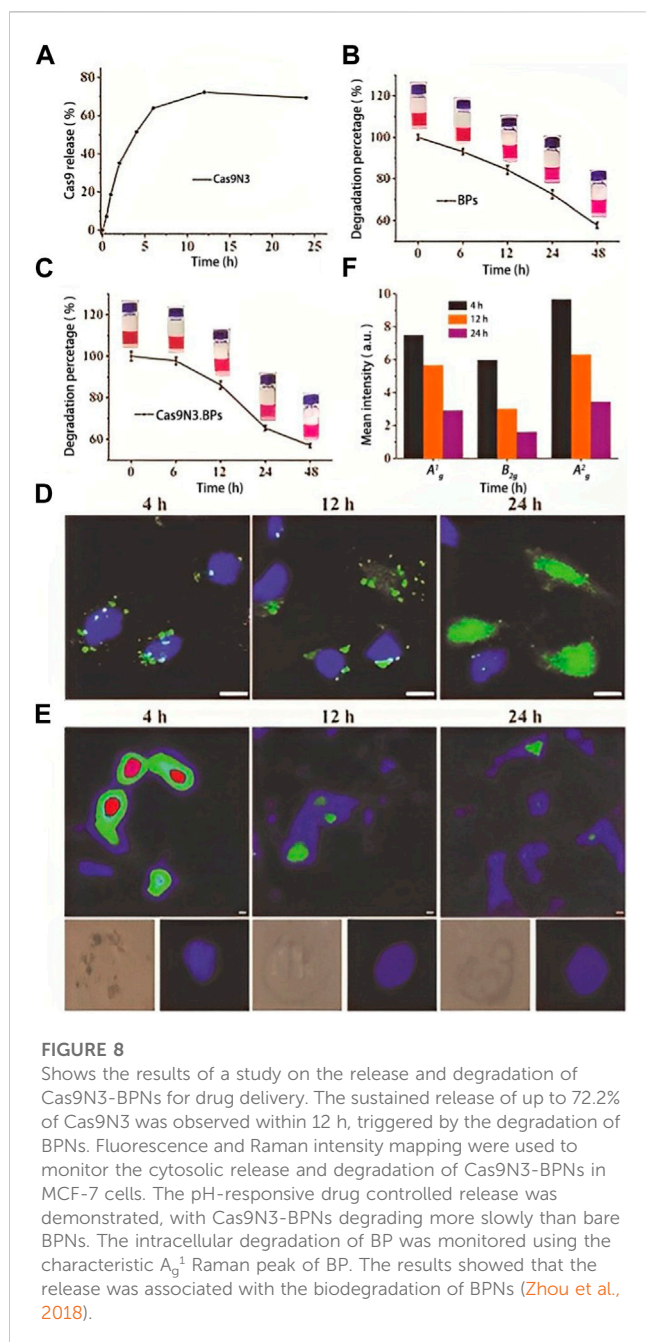 A
Cas9 release ( % )
80
60
40
20
0
Cas9N3
0 5 10 15 20 25
Time (h)
B
Degradation percetage (%)
120
100
80
60
BPs
0 6 12 24 48
Time (h)
C
Degradation percetage (%)
120
100
80
60
Cas9N3.BPs
0 6 12 24 48
Time (h)
F
Mean intensity ( a.u. )
10
8
6
4
2
0
4 h
12 h
24 h
A¹g B2g A²g
Time (h)
D
4 h 12 h 24 h
E
4 h 12 h 24 h
FIGURE 8
Shows the results of a study on the release and degradation of
Cas9N3-BPNs for drug delivery. The sustained release of up to 72.2%
of Cas9N3 was observed within 12 h, triggered by the degradation of
BPNs. Fluorescence and Raman intensity mapping were used to
monitor the cytosolic release and degradation of Cas9N3-BPNs in
MCF-7 cells. The pH-responsive drug controlled release was
demonstrated, with Cas9N3-BPNs degrading more slowly than bare
BPNs. The intracellular degradation of BP was monitored using the
characteristic Ag¹ Raman peak of BP. The results showed that the
release was associated with the biodegradation of BPNs (Zhou et al.,
2018).